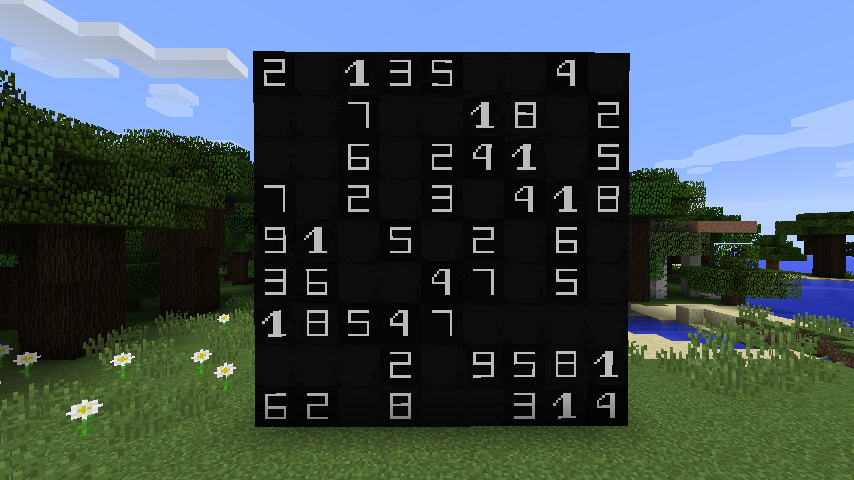 2 1 3 5 4
7 1 8 2
6 2 4 1 5
7 2 3 4 1 8
9 1 5 2 6
3 6 4 7 5
1 8 5 4 7
2 9 5 8 1
6 2 8 3 1 4